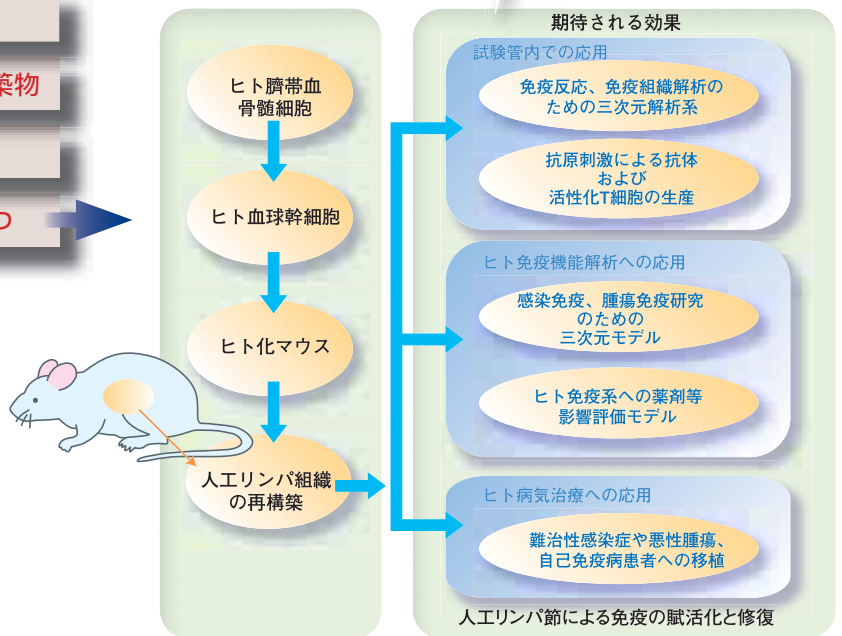 築物
つ
ヒト臍帯血
骨髄細胞
ヒト血球幹細胞
ヒト化マウス
人工リンパ組織
の再構築
期待される効果
試験管内での応用
免疫反応、免疫組織解析の
ための三次元解析系
抗原刺激による抗体
および
活性化T細胞の生産
ヒト免疫機能解析への応用
感染免疫、腫瘍免疫研究
のための
三次元モデル
ヒト免疫系への薬剤等
影響評価モデル
ヒト病気治療への応用
難治性感染症や悪性腫瘍、
自己免疫病患者への移植
人工リンパ節による免疫の賦活化と修復